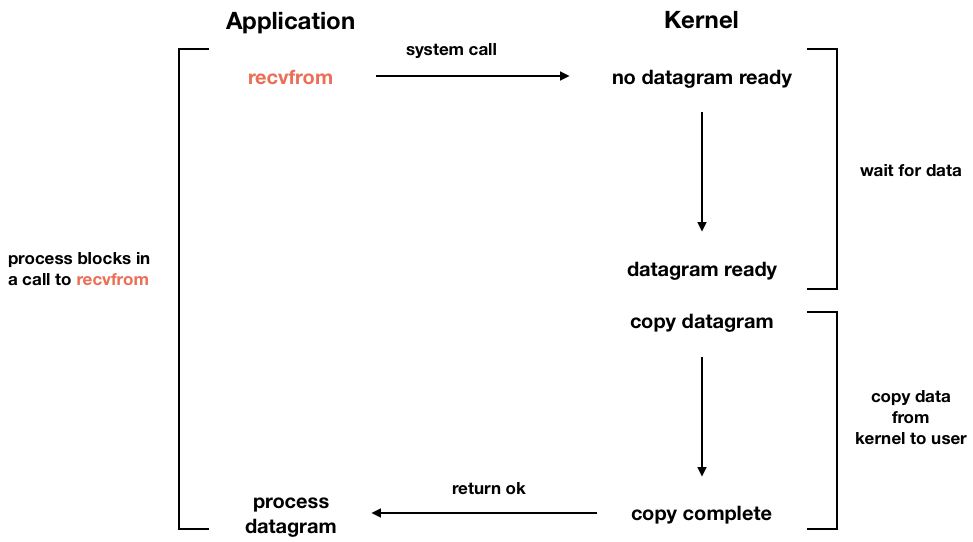 Application
Kernel
system call
recvfrom
no datagram ready
wait for data
process blocks in
a call to recvfrom
datagram ready
copy datagram
copy data
from
kernel to user
return ok
process
datagram
copy complete